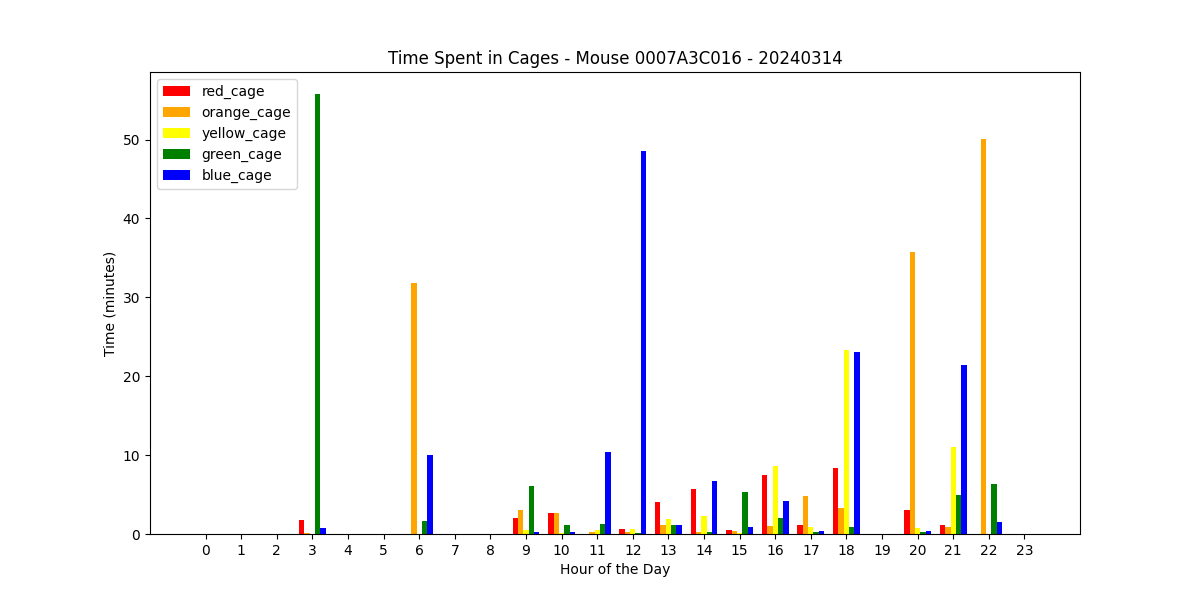 Time Spent in Cages - Mouse 0007A3C016 - 20240314
red_cage
orange_cage
yellow_cage
green_cage
blue_cage
50
40
30
20
10
0
Time (minutes)
0 1 2 3 4 5 6 7 8 9 10 11 12 13 14 15 16 17 18 19 20 21 22 23
Hour of the Day